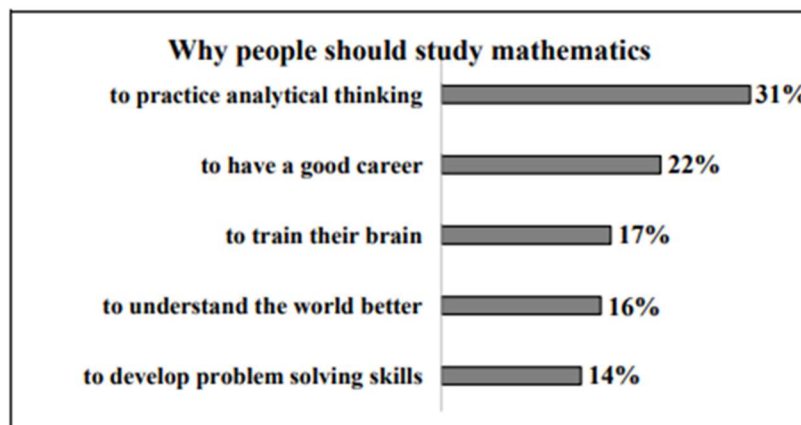 Why people should study mathematics
to practice analytical thinking 31%
to have a good career 22%
to train their brain 17%
to understand the world better 16%
to develop problem solving skills 14%